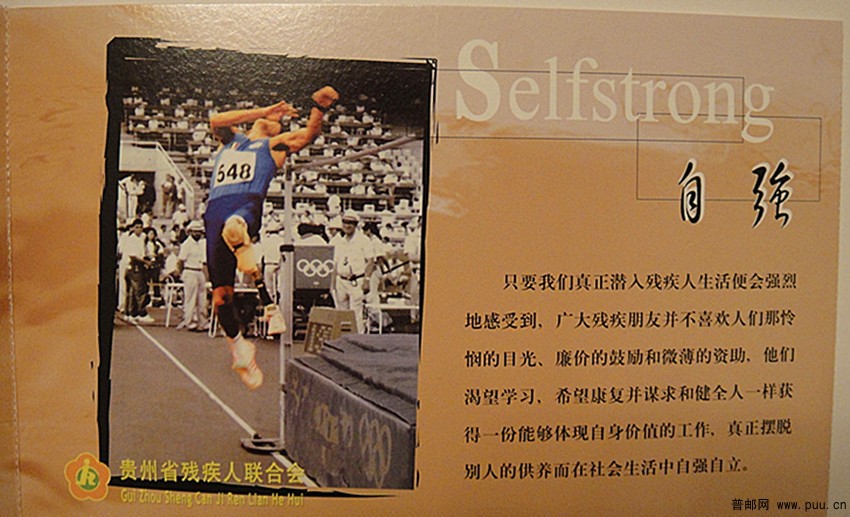 Selfstrong
自强
只要我们真正潜入残疾人生活便会强烈
地感受到，广大残疾朋友并不喜欢人们那怜
悯的目光、廉价的鼓励和微薄的资助，他们
渴望学习，希望康复并谋求和健全人一样获
得一份能够体现自身价值的工作，真正摆脱
别人的供养而在社会生活中自强自立。
648
贵州省残疾人联合会
Gui Zhou Sheng Can Ji Ren Lian He Hui
普邮网 www.puu.cn